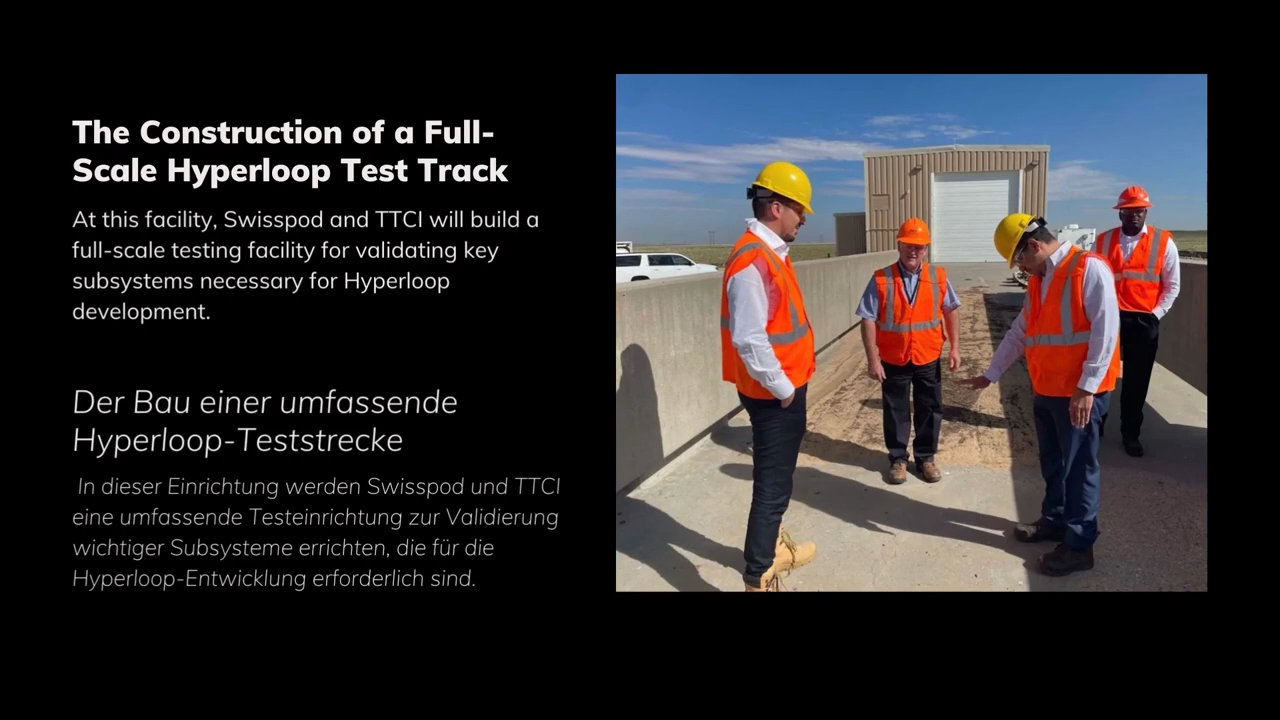 The Construction of a Full-
Scale Hyperloop Test Track
At this facility, Swisspod and TTCI will build a
full-scale testing facility for validating key
subsystems necessary for Hyperloop
development.
Der Bau einer umfassende
Hyperloop-Teststrecke
In dieser Einrichtung werden Swisspod und TTCI
eine umfassende Testeinrichtung zur Validierung
wichtiger Subsysteme errichten, die für die
Hyperloop-Entwicklung erforderlich sind.